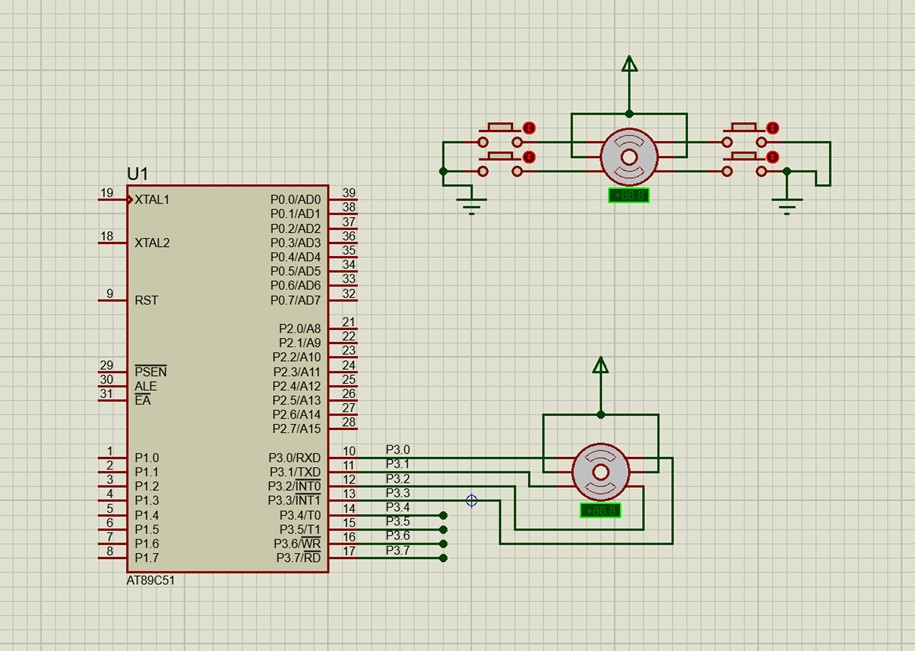 U1
19 XTAL1 P0.0/AD0 39
P0.1/AD1 38
P0.2/AD2 37
18 XTAL2 P0.3/AD3 36
P0.4/AD4 35
P0.5/AD5 34
P0.6/AD6 33
9 RST P0.7/AD7 32
P2.0/A8 21
P2.1/A9 22
P2.2/A10 23
29 PSEN P2.3/A11 24
30 ALE P2.4/A12 25
31 EA P2.5/A13 26
P2.6/A14 27
P2.7/A15 28
1 P1.0 P3.0/RXD 10 P3.0
2 P1.1 P3.1/TXD 11 P3.1
3 P1.2 P3.2/INT0 12 P3.2
4 P1.3 P3.3/INT1 13 P3.3
5 P1.4 P3.4/T0 14 P3.4
6 P1.5 P3.5/T1 15 P3.5
7 P1.6 P3.6/WR 16 P3.6
8 P1.7 P3.7/RD 17 P3.7
AT89C51
+88.8
+88.8